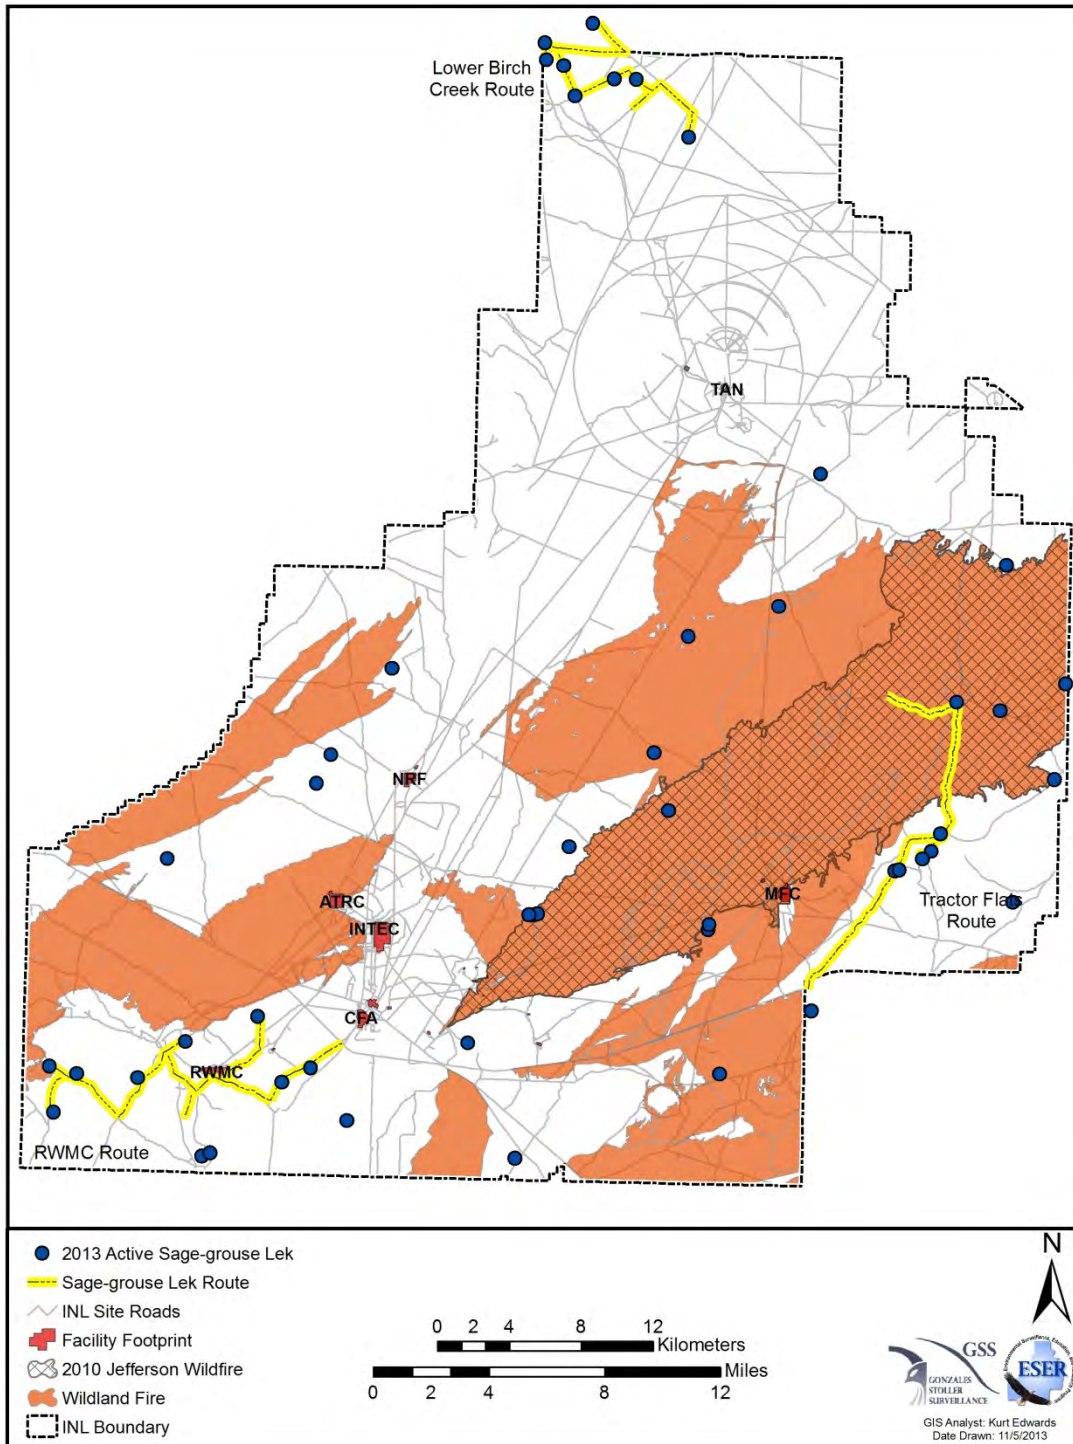 Lower Birch
Creek Route
TAN
NRF
ATRC
INTEC
MFC
Tractor Flats
Route
CFA
RWMC
RWMC Route
2013 Active Sage-grouse Lek
Sage-grouse Lek Route
INL Site Roads
Facility Footprint
2010 Jefferson Wildfire
Wildland Fire
INL Boundary
0 2 4 8 12
Kilometers
Miles
0 2 4 8 12
N
GSS
GONZALES
STOLLER
SURVEILLANCE
ESER
GIS Analyst: Kurt Edwards
Date Drawn: 11/5/2013